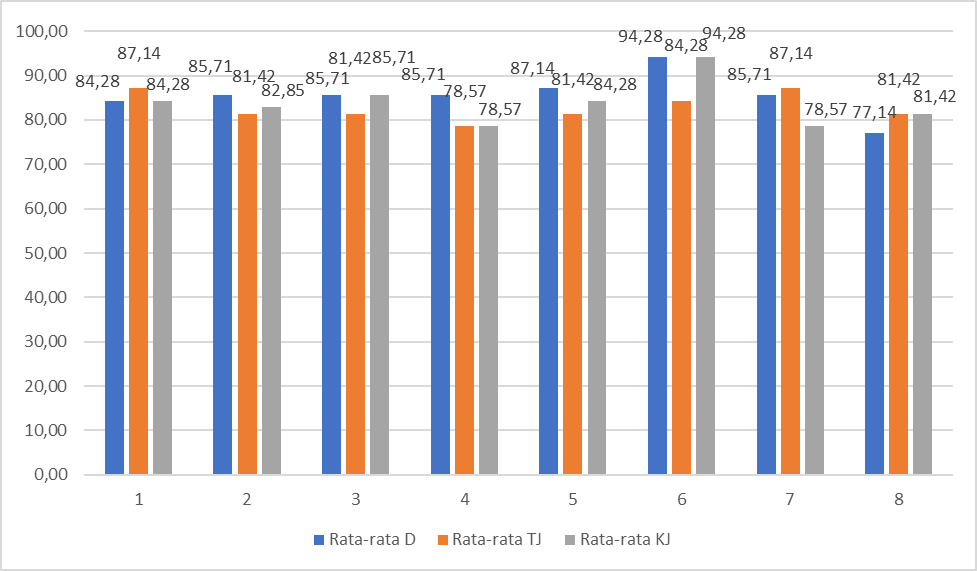 100,00
90,00
80,00
70,00
60,00
50,00
40,00
30,00
20,00
10,00
0,00
84,28 87,14 84,28
85,71 81,42 82,85
85,71 81,42 85,71
85,71 78,57 78,57
87,14 81,42 84,28
94,28 84,28 94,28
85,71 87,14 78,57
77,14 81,42 81,42
1 2 3 4 5 6 7 8
Rata-rata D Rata-rata TJ Rata-rata KJ